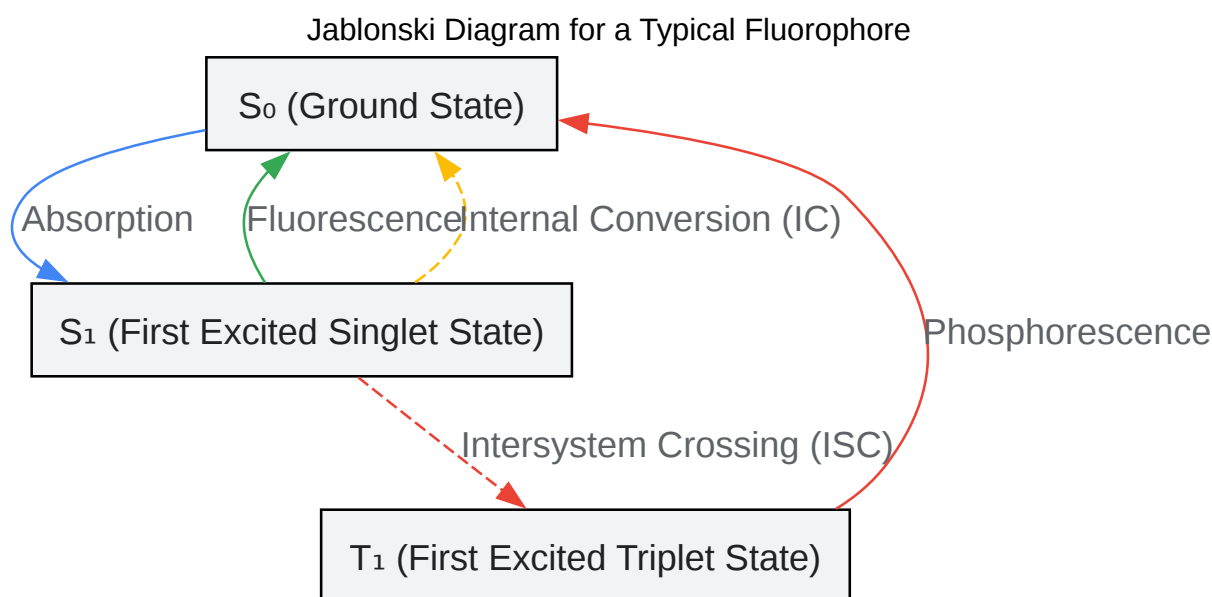 Jablonski Diagram for a Typical Fluorophore
S₀ (Ground State)
Absorption
Fluorescence
Internal Conversion (IC)
S₁ (First Excited Singlet State)
Phosphorescence
Intersystem Crossing (ISC)
T₁ (First Excited Triplet State)